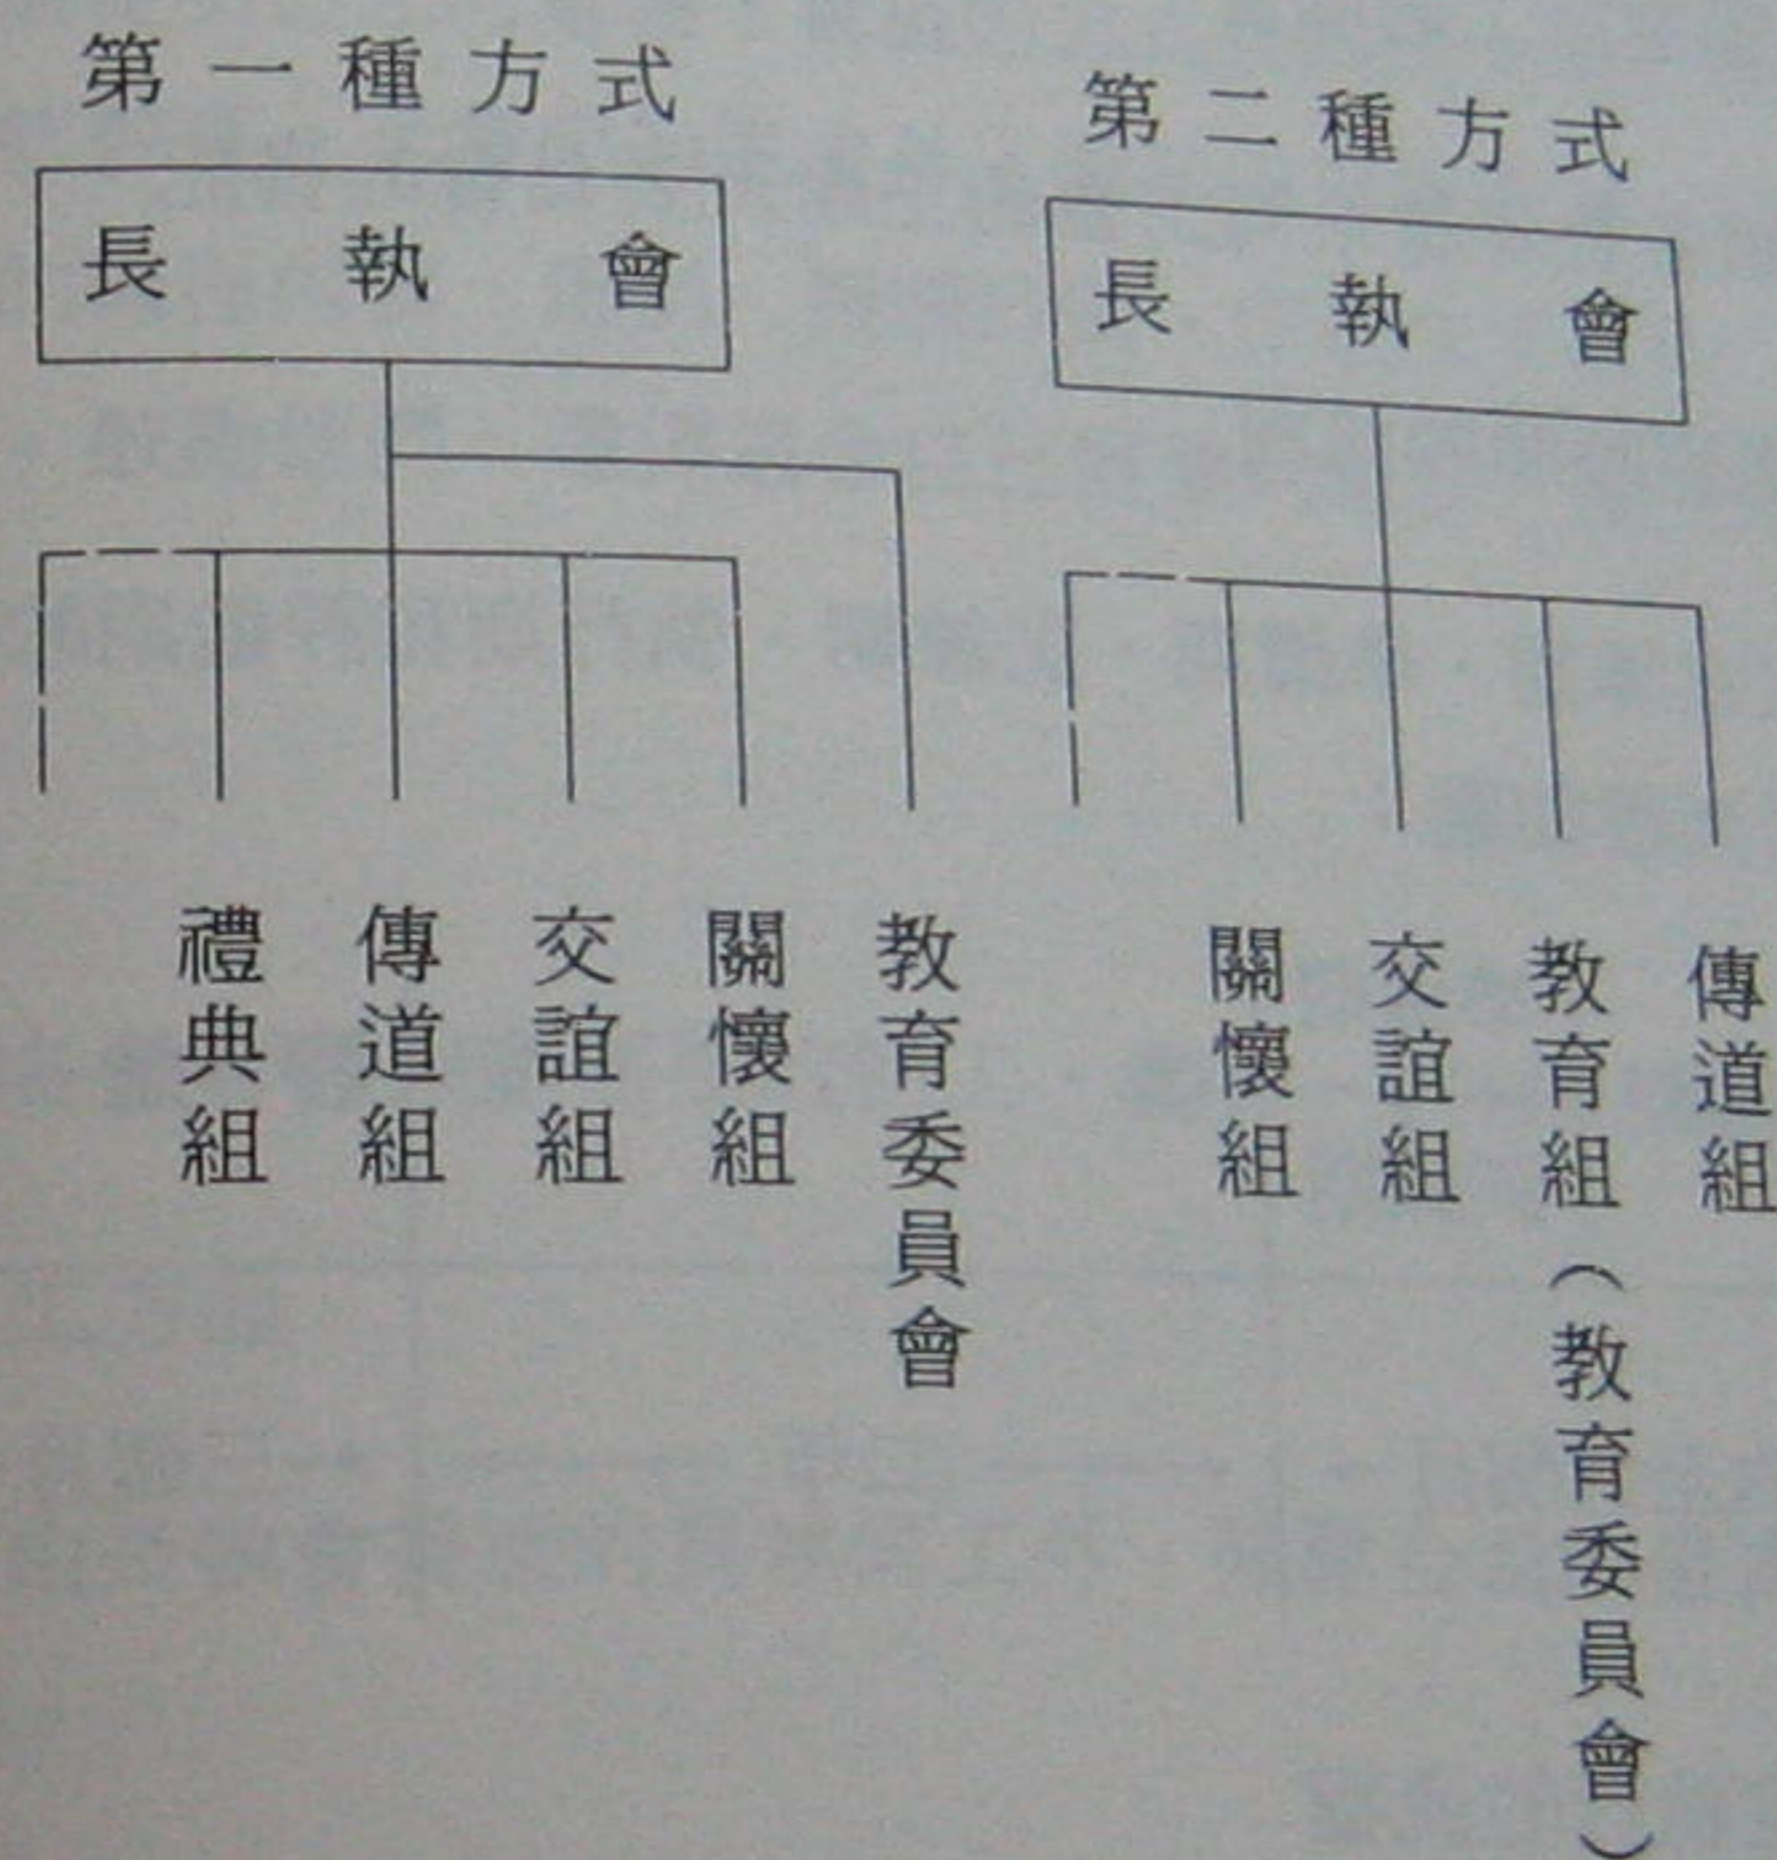 第一種方式
長執會
禮典組
傳道組
交誼組
關懷組
教育委員會
第二種方式
長執會
關懷組
交誼組
教育組（教育委員會）
傳道組